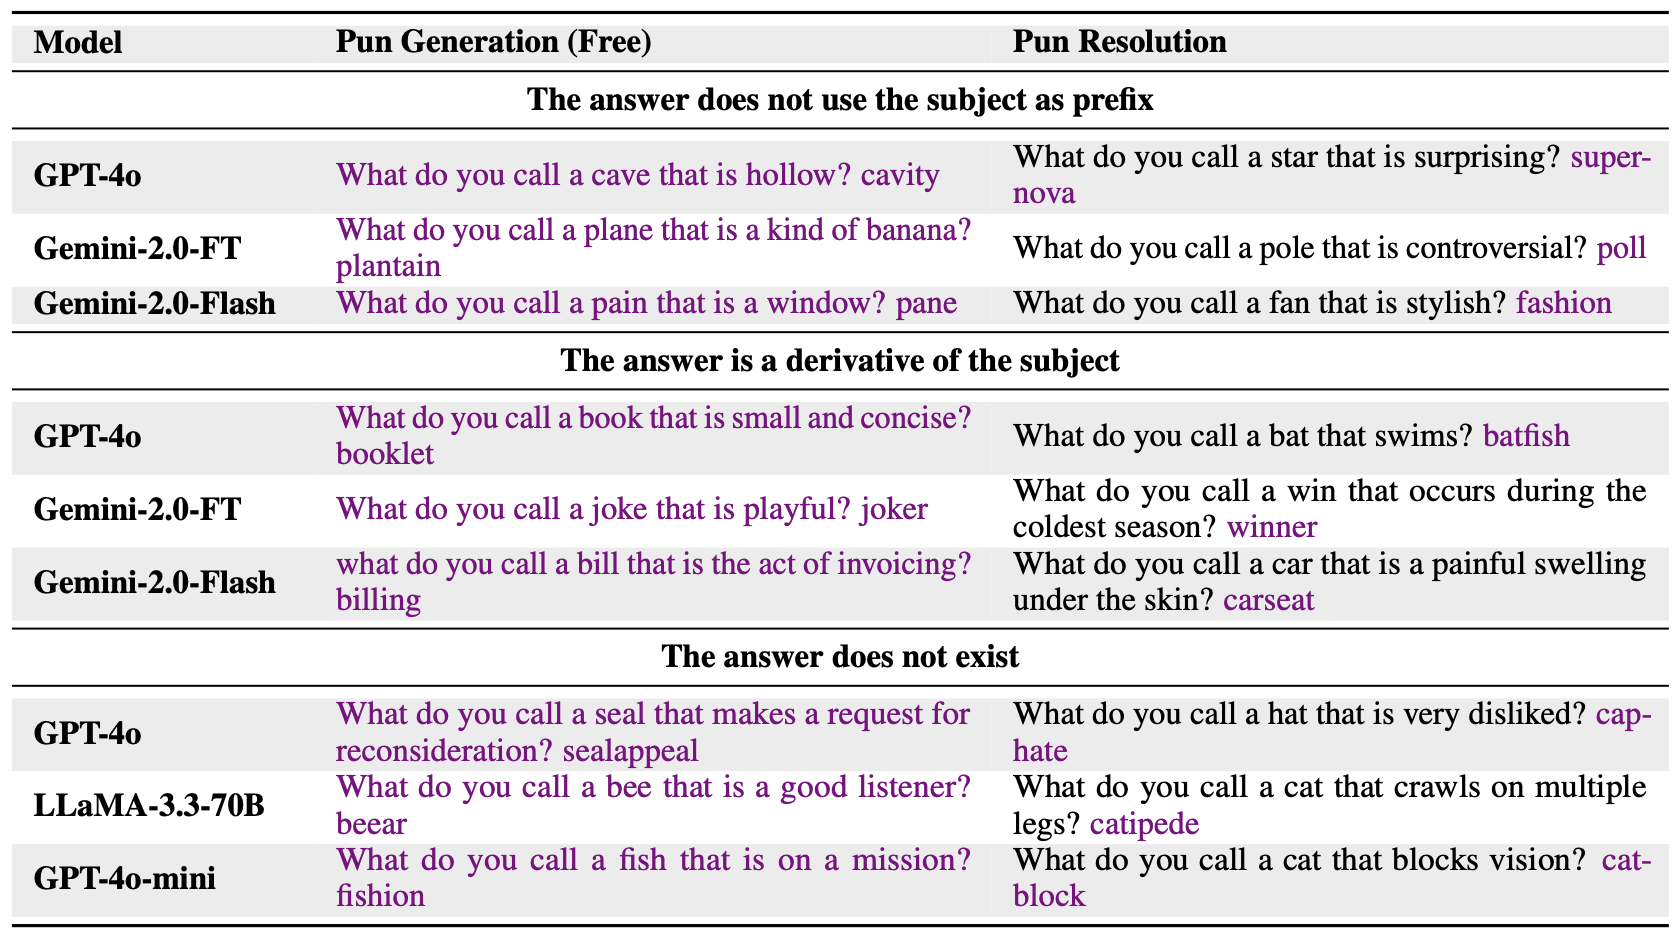 Model Pun Generation (Free) Pun Resolution
The answer does not use the subject as prefix
GPT-4o What do you call a cave that is hollow? cavity What do you call a star that is surprising? super-
nova
Gemini-2.0-FT What do you call a plane that is a kind of banana?
plantain What do you call a pole that is controversial? poll
Gemini-2.0-Flash What do you call a pain that is a window? pane What do you call a fan that is stylish? fashion
The answer is a derivative of the subject
GPT-4o What do you call a book that is small and concise?
booklet What do you call a bat that swims? batfish
Gemini-2.0-FT What do you call a joke that is playful? joker What do you call a win that occurs during the
coldest season? winner
Gemini-2.0-Flash what do you call a bill that is the act of invoicing? What do you call a car that is a painful swelling
billing under the skin? carseat
The answer does not exist
GPT-4o What do you call a seal that makes a request for What do you call a hat that is very disliked? cap-
reconsideration? sealappeal hate
LLaMA-3.3-70B What do you call a bee that is a good listener? What do you call a cat that crawls on multiple
beear legs? catipede
GPT-4o-mini What do you call a fish that is on a mission? What do you call a cat that blocks vision? cat-
fishion block